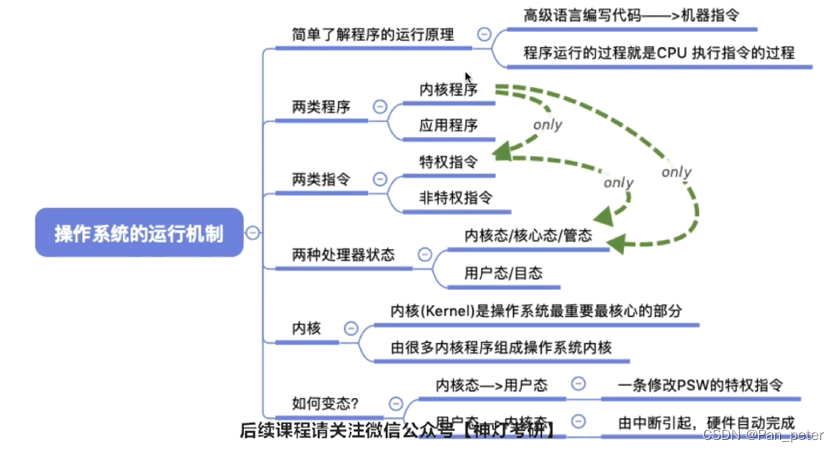 高级语言编写代码——>机器指令
简单了解程序的运行原理
程序运行的过程就是CPU 执行指令的过程
内核程序
两类程序
only
应用程序
特权指令
only
only
两类指令
非特权指令
操作系统的运行机制
内核态/核心态/管态
两种处理器状态
用户态/目态
内核(Kernel)是操作系统最重要最核心的部分
内核
由很多内核程序组成操作系统内核
内核态—>用户态
一条修改PSW的特权指令
如何变态?
用户态—>内核态
由中断引起，硬件自动完成
后续课程请关注微信公众号【神灯考研】
CSDN @Pan_peter